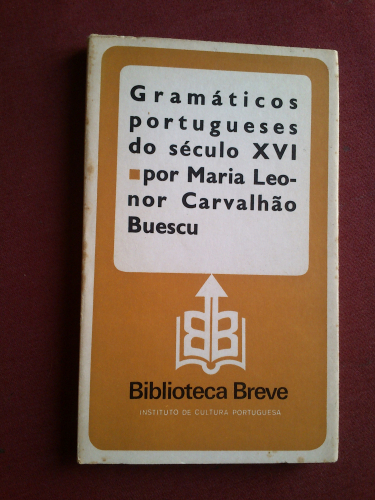 Gramáticos
portugueses
do século XVI
por Maria Leo-
nor Carvalhão
Buescu
Biblioteca Breve
INSTITUTO DE CULTURA PORTUGUESA